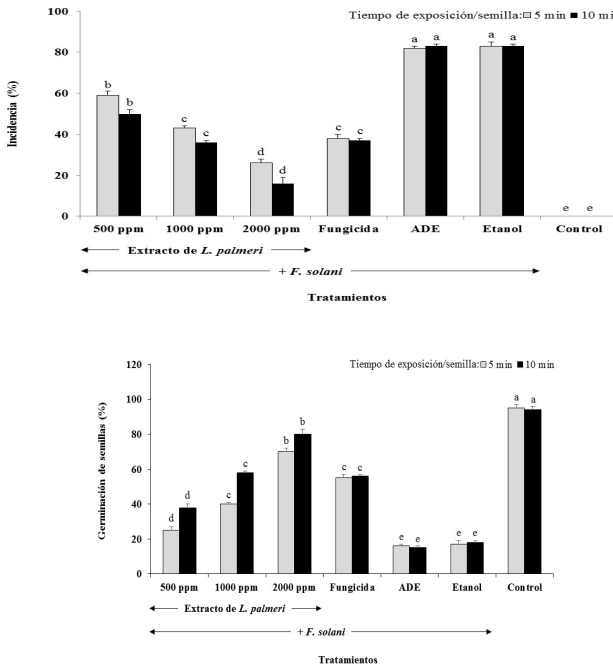 Tiempo de exposición/semilla: 5 min 10 min
100
80
60
40
20
0
Incidencia (%)
b b c c d d c c a a a a e e
500 ppm 1000 ppm 2000 ppm Fungicida ADE Etanol Control
Extracto de L. palmeri
+ F. solani
Tratamientos
Tiempo de exposición/semilla: 5 min 10 min
120
100
80
60
40
20
0
Germinación de semillas (%)
d d c c b b c c e e e e a a
500 ppm 1000 ppm 2000 ppm Fungicida ADE Etanol Control
Extracto de L. palmeri
+ F. solani
Tratamientos